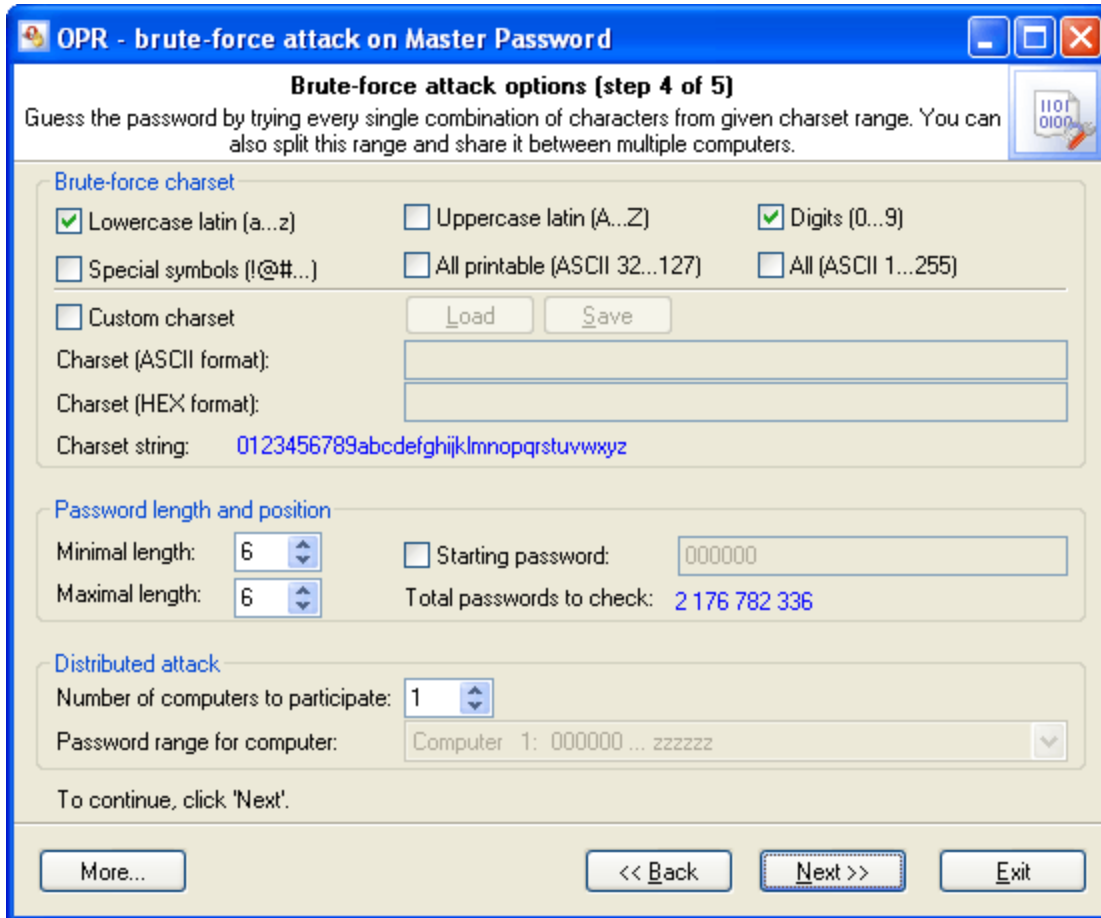 OPR - brute-force attack on Master Password
Brute-force attack options (step 4 of 5)
Guess the password by trying every single combination of characters from given charset range. You can
also split this range and share it between multiple computers.
1101
0100
Brute-force charset
Lowercase latin (a...z)
Uppercase latin (A...Z)
Digits (0...9)
Special symbols (!@#...)
All printable (ASCII 32...127)
All (ASCII 1...255)
Custom charset
Load
Save
Charset (ASCII format):
Charset (HEX format):
Charset string: 0123456789abcdefghijklmnopqrstuvwxyz
Password length and position
Minimal length: 6
Starting password: 000000
Maximal length: 6
Total passwords to check: 2 176 782 336
Distributed attack
Number of computers to participate: 1
Password range for computer: Computer 1: 000000 ... zzzzzz
To continue, click 'Next'.
More...
<< Back
Next >>
Exit